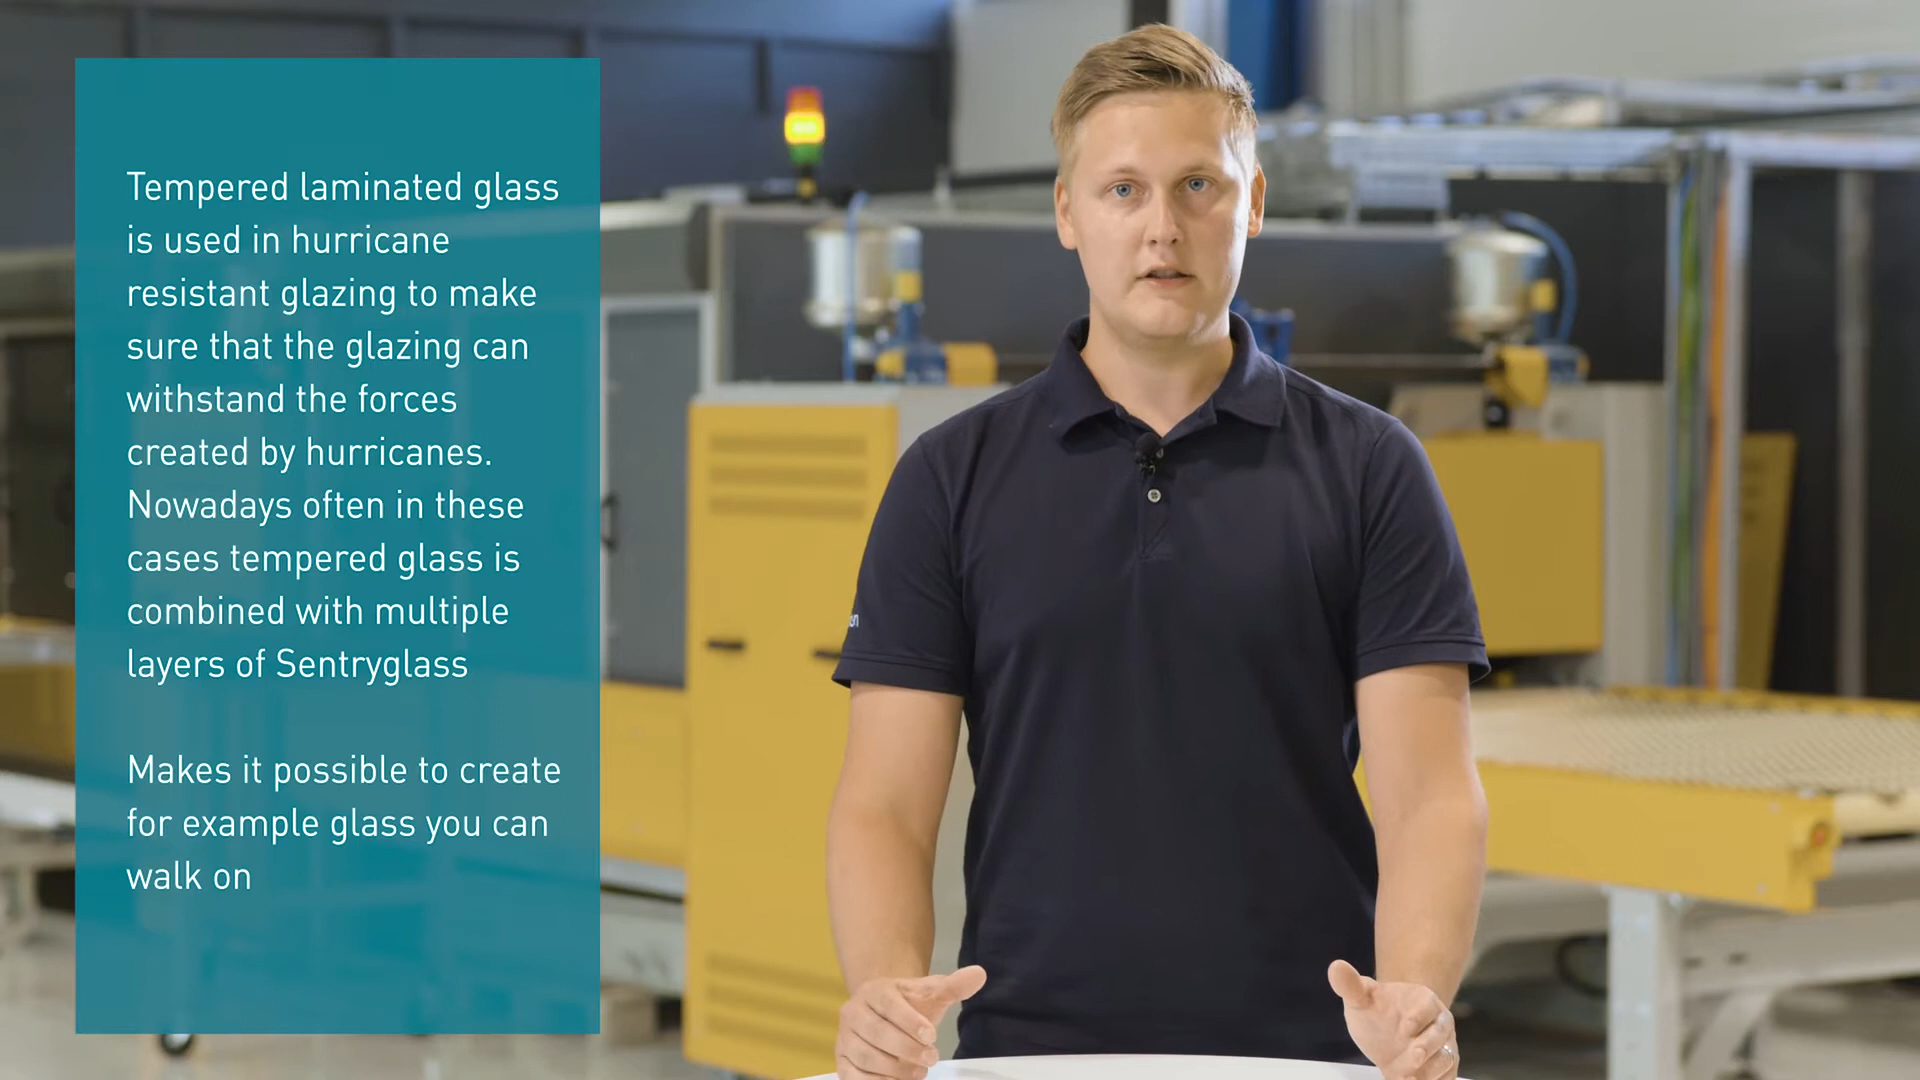 Tempered laminated glass
is used in hurricane
resistant glazing to make
sure that the glazing can
withstand the forces
created by hurricanes.
Nowadays often in these
cases tempered glass is
combined with multiple
layers of Sentryglass
Makes it possible to create
for example glass you can
walk on